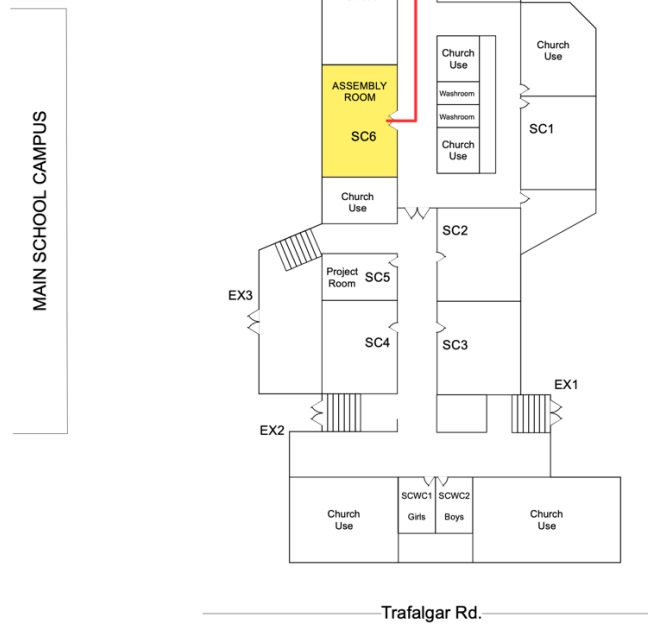 MAIN SCHOOL CAMPUS
Church
Use
Church
Use
ASSEMBLY
ROOM
Washroom
Washroom
SC6
SC1
Church
Use
Church
Use
SC2
Project
Room
SC5
EX3
SC4
SC3
EX1
EX2
SCWC1
SCWC2
Girls
Boys
Church
Use
Church
Use
Trafalgar Rd.